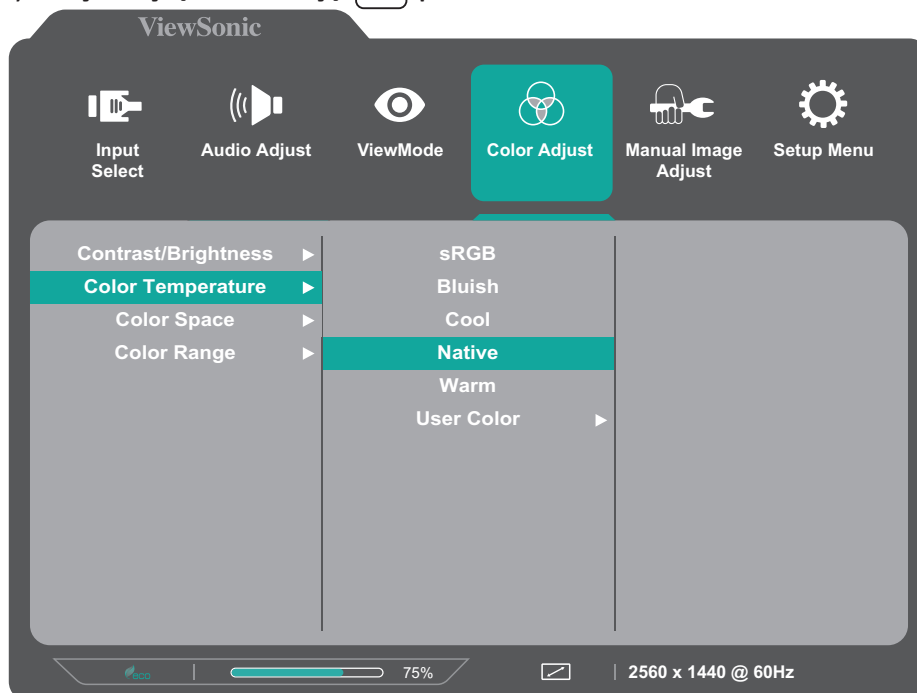 ViewSonic
Input Select
Audio Adjust
ViewMode
Color Adjust
Manual Image Adjust
Setup Menu
Contrast/Brightness ▶
Color Temperature ▶
Color Space ▶
Color Range ▶
sRGB
Bluish
Cool
Native
Warm
User Color ▶
eco
75%
2560 x 1440 @ 60Hz